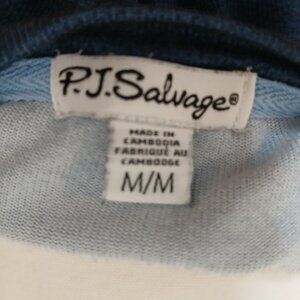 P.J.Salvage®
MADE IN
CAMBODIA
FABRIQUÉ AU
CAMBODGE
M/M